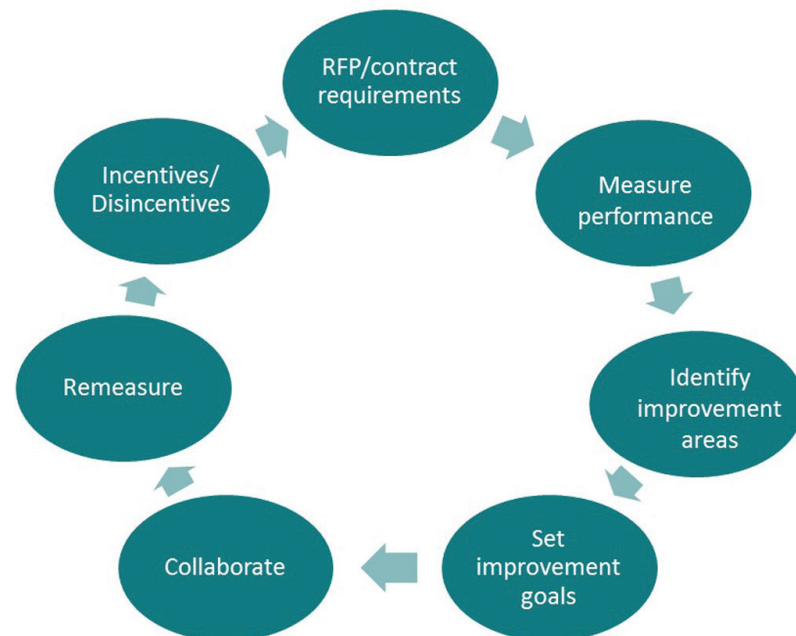 RFP/contract
requirements
Measure
performance
Identify
improvement
areas
Set
improvement
goals
Collaborate
Remeasure
Incentives/
Disincentives